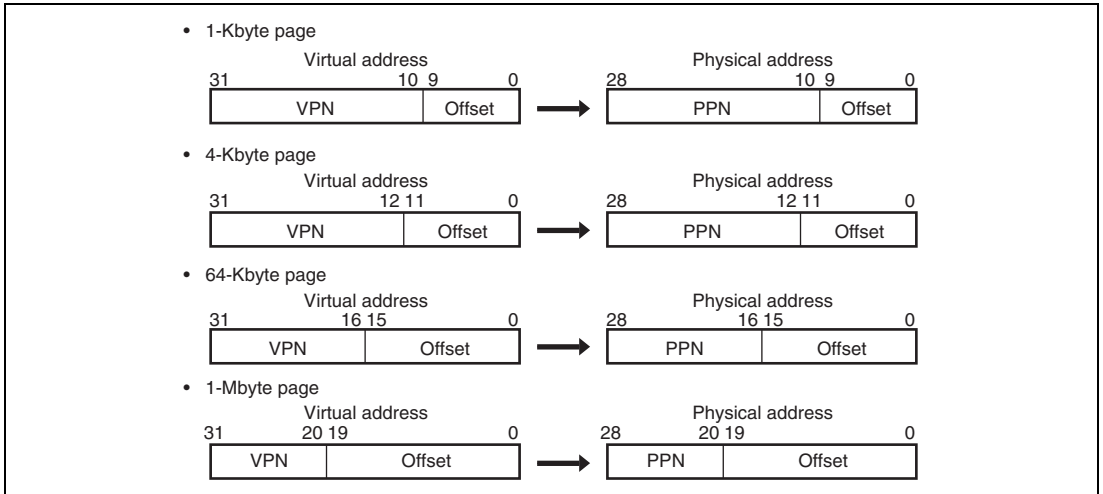 • 1-Kbyte page
Virtual address Physical address
31 10 9 0 28 10 9 0
VPN Offset PPN Offset
• 4-Kbyte page
Virtual address Physical address
31 12 11 0 28 12 11 0
VPN Offset PPN Offset
• 64-Kbyte page
Virtual address Physical address
31 16 15 0 28 16 15 0
VPN Offset PPN Offset
• 1-Mbyte page
Virtual address Physical address
31 20 19 0 28 20 19 0
VPN Offset PPN Offset